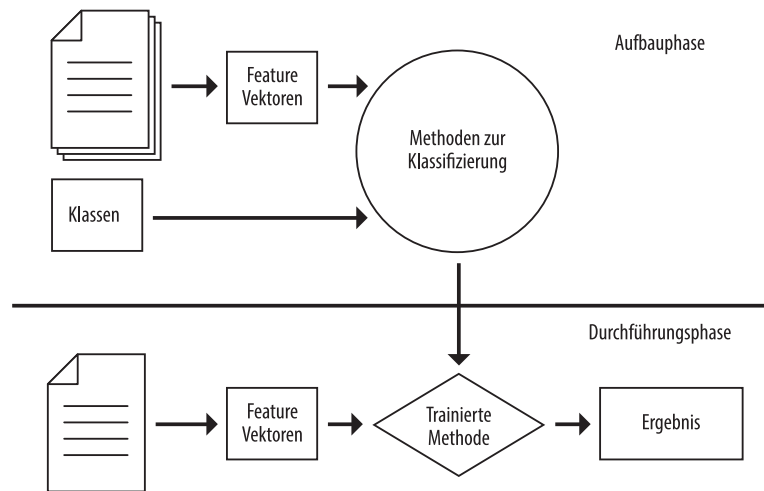 Aufbauphase
Feature
Vektoren
Methoden zur
Klassifizierung
Klassen
Durchführungsphase
Feature
Vektoren
Trainierte
Methode
Ergebnis